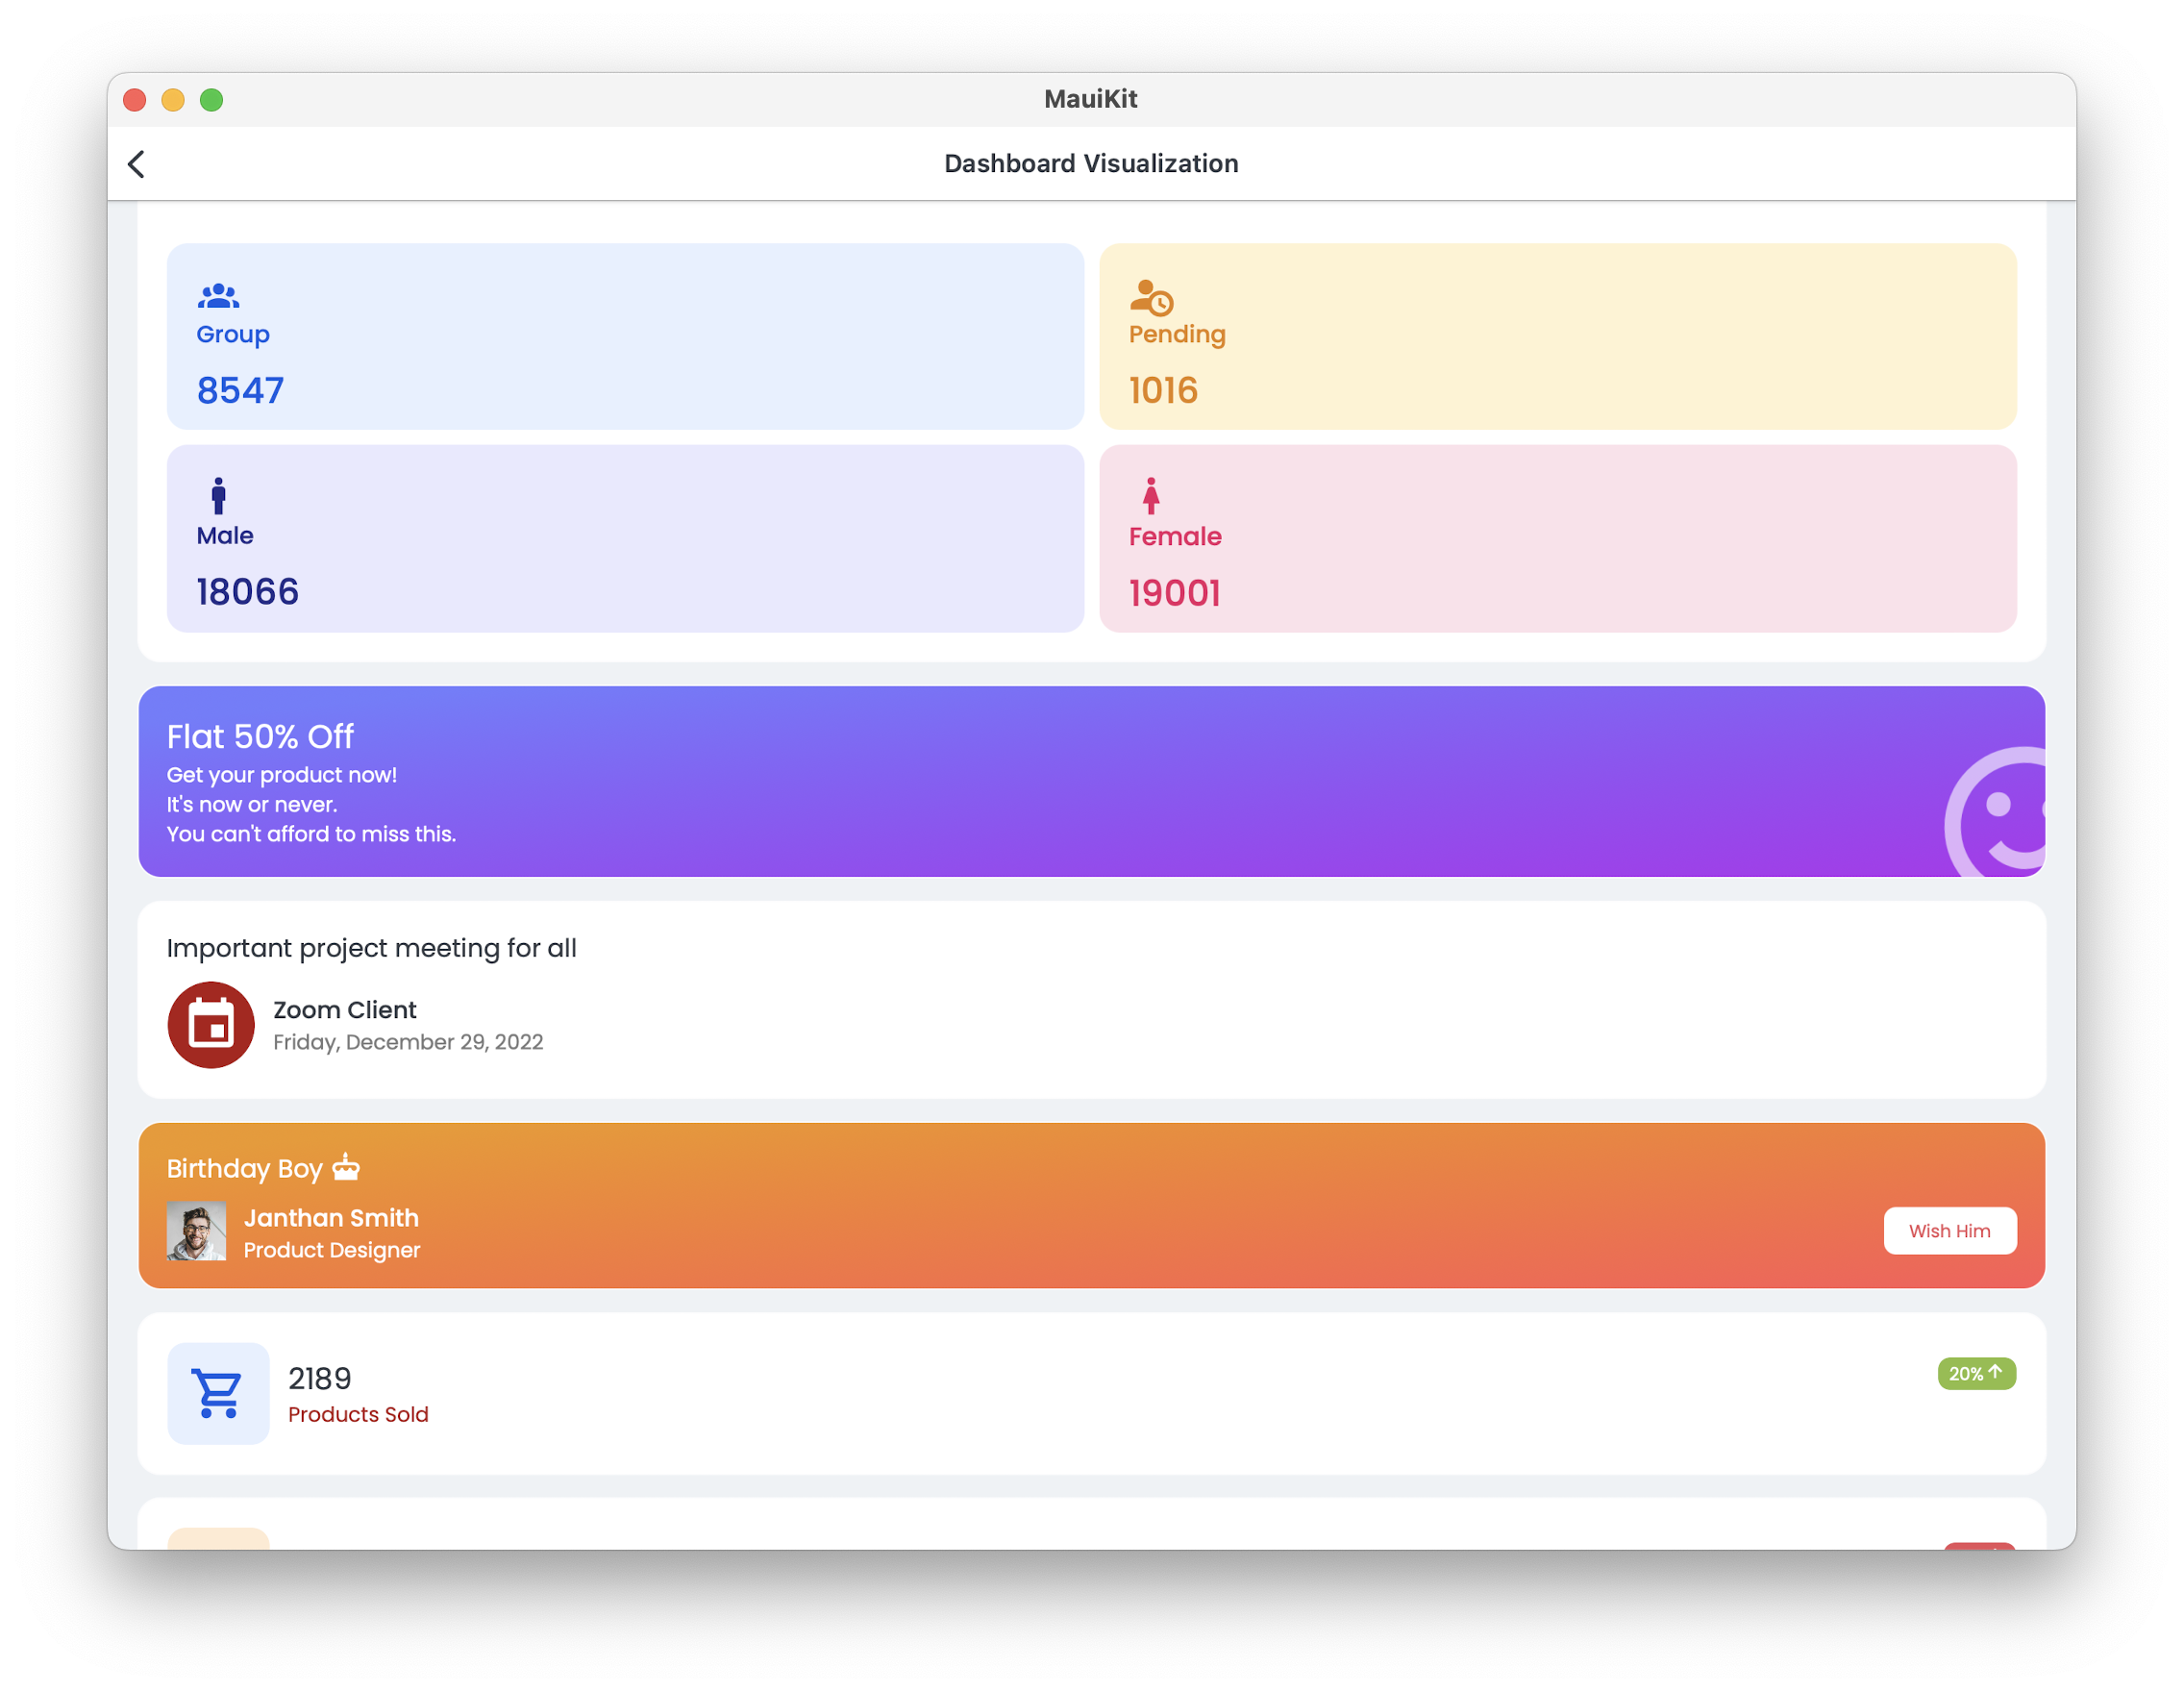 MauiKit
Dashboard Visualization
Group
8547
Pending
1016
Male
18066
Female
19001
Flat 50% Off
Get your product now!
It's now or never.
You can't afford to miss this.
Important project meeting for all
Zoom Client
Friday, December 29, 2022
Birthday Boy
Janthan Smith
Product Designer
Wish Him
2189
Products Sold
20%